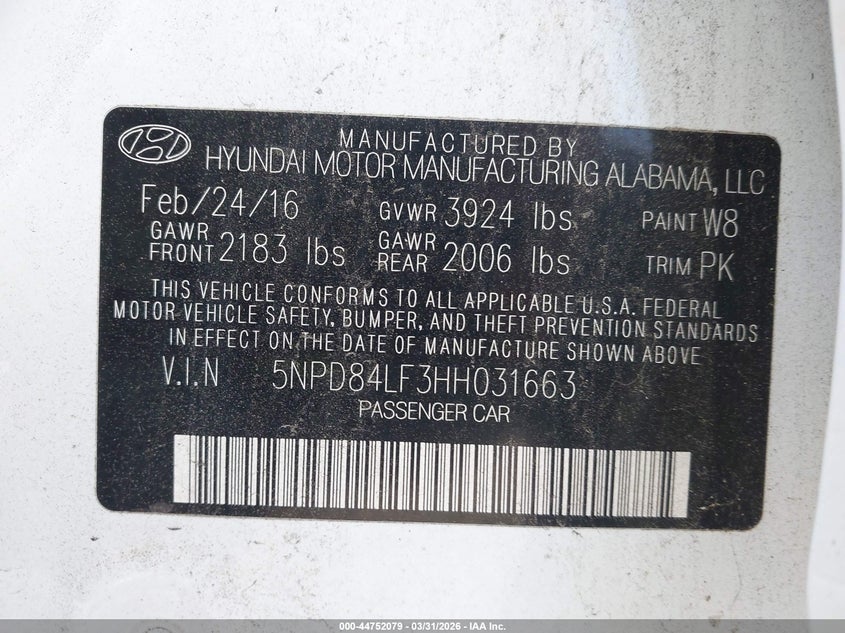 MANUFACTURED BY
HYUNDAI MOTOR MANUFACTURING ALABAMA, LLC
Feb/24/16 GVWR 3924 lbs PAINT W8
GAWR FRONT 2183 lbs GAWR REAR 2006 lbs TRIM PK
THIS VEHICLE CONFORMS TO ALL APPLICABLE U.S.A. FEDERAL
MOTOR VEHICLE SAFETY, BUMPER, AND THEFT PREVENTION STANDARDS
IN EFFECT ON THE DATE OF MANUFACTURE SHOWN ABOVE
V.I.N 5NPD84LF3HH031663
PASSENGER CAR
000-44752079 - 03/31/2026 - IAA Inc.